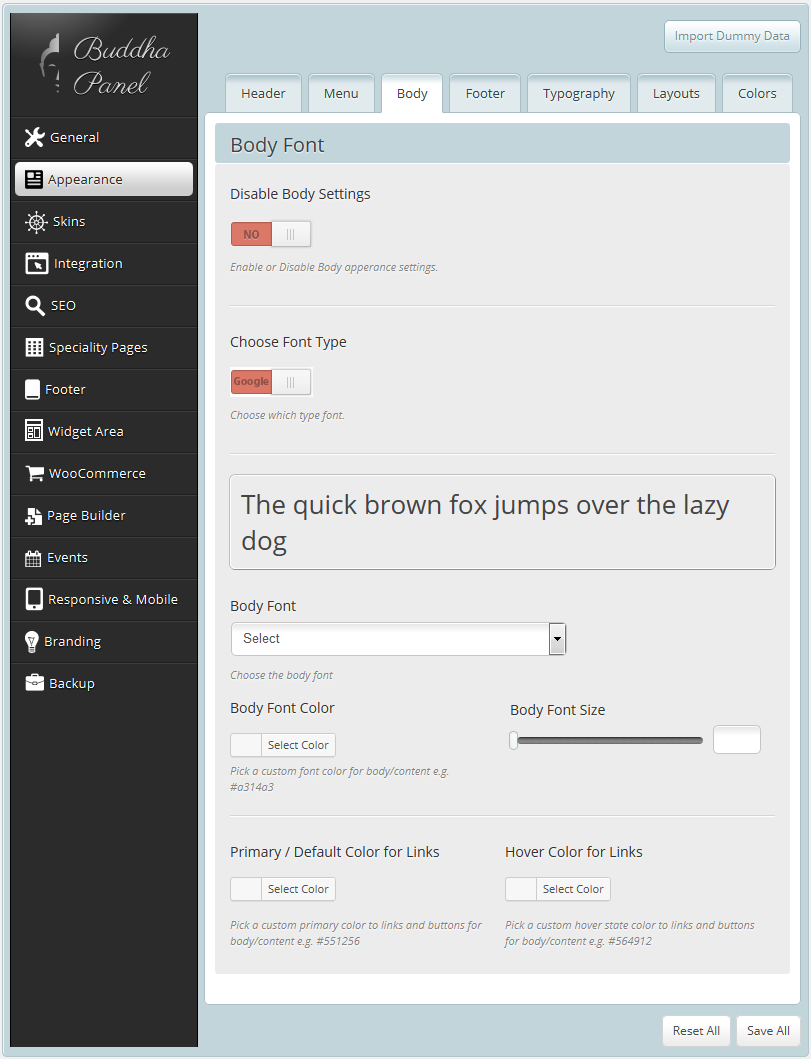 Buddha
Panel
General
Appearance
Skins
Integration
SEO
Speciality Pages
Footer
Widget Area
WooCommerce
Page Builder
Events
Responsive & Mobile
Branding
Backup
Import Dummy Data
Header Menu Body Footer Typography Layouts Colors
Body Font
Disable Body Settings
NO
Enable or Disable Body apperance settings.
Choose Font Type
Google
Choose which type font.
The quick brown fox jumps over the lazy
dog
Body Font
Select
Choose the body font
Body Font Color
Select Color
Pick a custom font color for body/content e.g.
#a314a3
Body Font Size
Primary / Default Color for Links
Select Color
Pick a custom primary color to links and buttons for
body/content e.g. #551256
Hover Color for Links
Select Color
Pick a custom hover state color to links and buttons
for body/content e.g. #564912
Reset All Save All